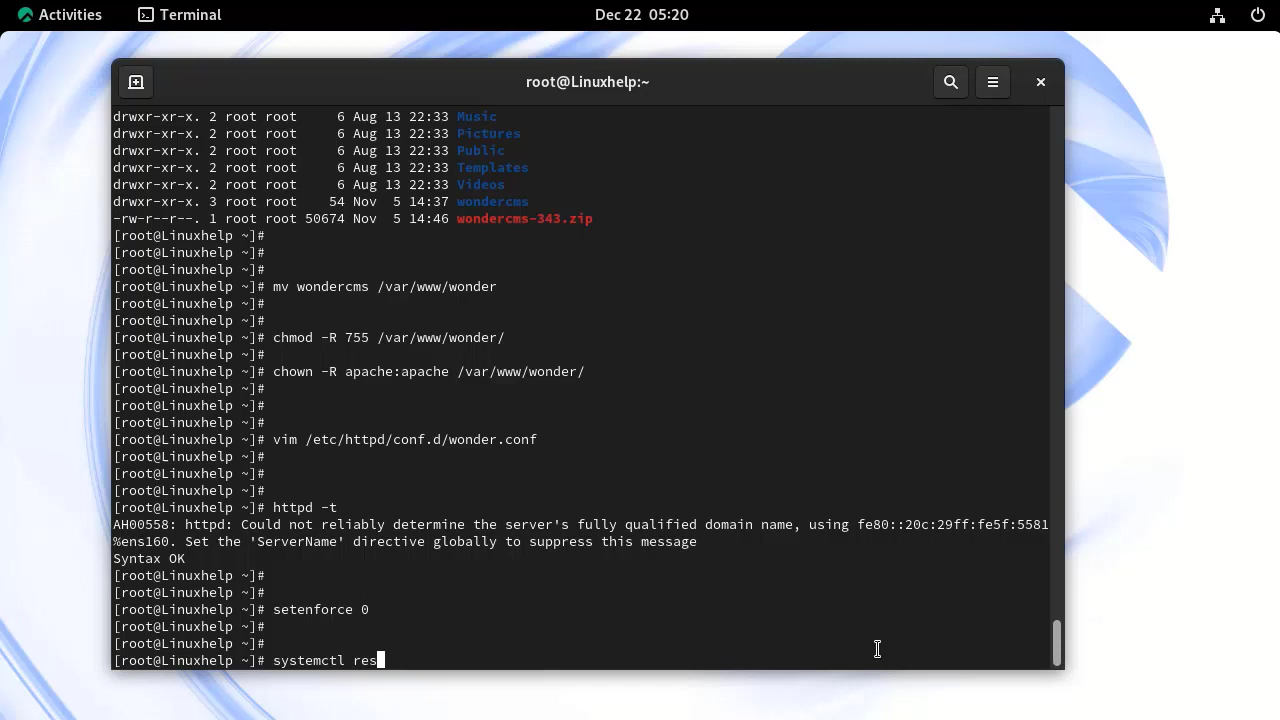 Activities Terminal Dec 22 05:20
root@Linuxhelp:~
drwxr-xr-x. 2 root root     6 Aug 13 22:33 Music
drwxr-xr-x. 2 root root     6 Aug 13 22:33 Pictures
drwxr-xr-x. 2 root root     6 Aug 13 22:33 Public
drwxr-xr-x. 2 root root     6 Aug 13 22:33 Templates
drwxr-xr-x. 2 root root     6 Aug 13 22:33 Videos
drwxr-xr-x. 3 root root    54 Nov  5 14:37 wondercms
-rw-r--r--. 1 root root 50674 Nov  5 14:46 wondercms-343.zip
[root@Linuxhelp ~]#
[root@Linuxhelp ~]#
[root@Linuxhelp ~]#
[root@Linuxhelp ~]# mv wondercms /var/www/wonder
[root@Linuxhelp ~]#
[root@Linuxhelp ~]#
[root@Linuxhelp ~]# chmod -R 755 /var/www/wonder/
[root@Linuxhelp ~]#
[root@Linuxhelp ~]# chown -R apache:apache /var/www/wonder/
[root@Linuxhelp ~]#
[root@Linuxhelp ~]#
[root@Linuxhelp ~]#
[root@Linuxhelp ~]# vim /etc/httpd/conf.d/wonder.conf
[root@Linuxhelp ~]#
[root@Linuxhelp ~]#
[root@Linuxhelp ~]#
[root@Linuxhelp ~]# httpd -t
AH00558: httpd: Could not reliably determine the server's fully qualified domain name, using fe80::20c:29ff:fe5f:5581
%ens160. Set the 'ServerName' directive globally to suppress this message
Syntax OK
[root@Linuxhelp ~]#
[root@Linuxhelp ~]#
[root@Linuxhelp ~]# setenforce 0
[root@Linuxhelp ~]#
[root@Linuxhelp ~]#
[root@Linuxhelp ~]# systemctl res